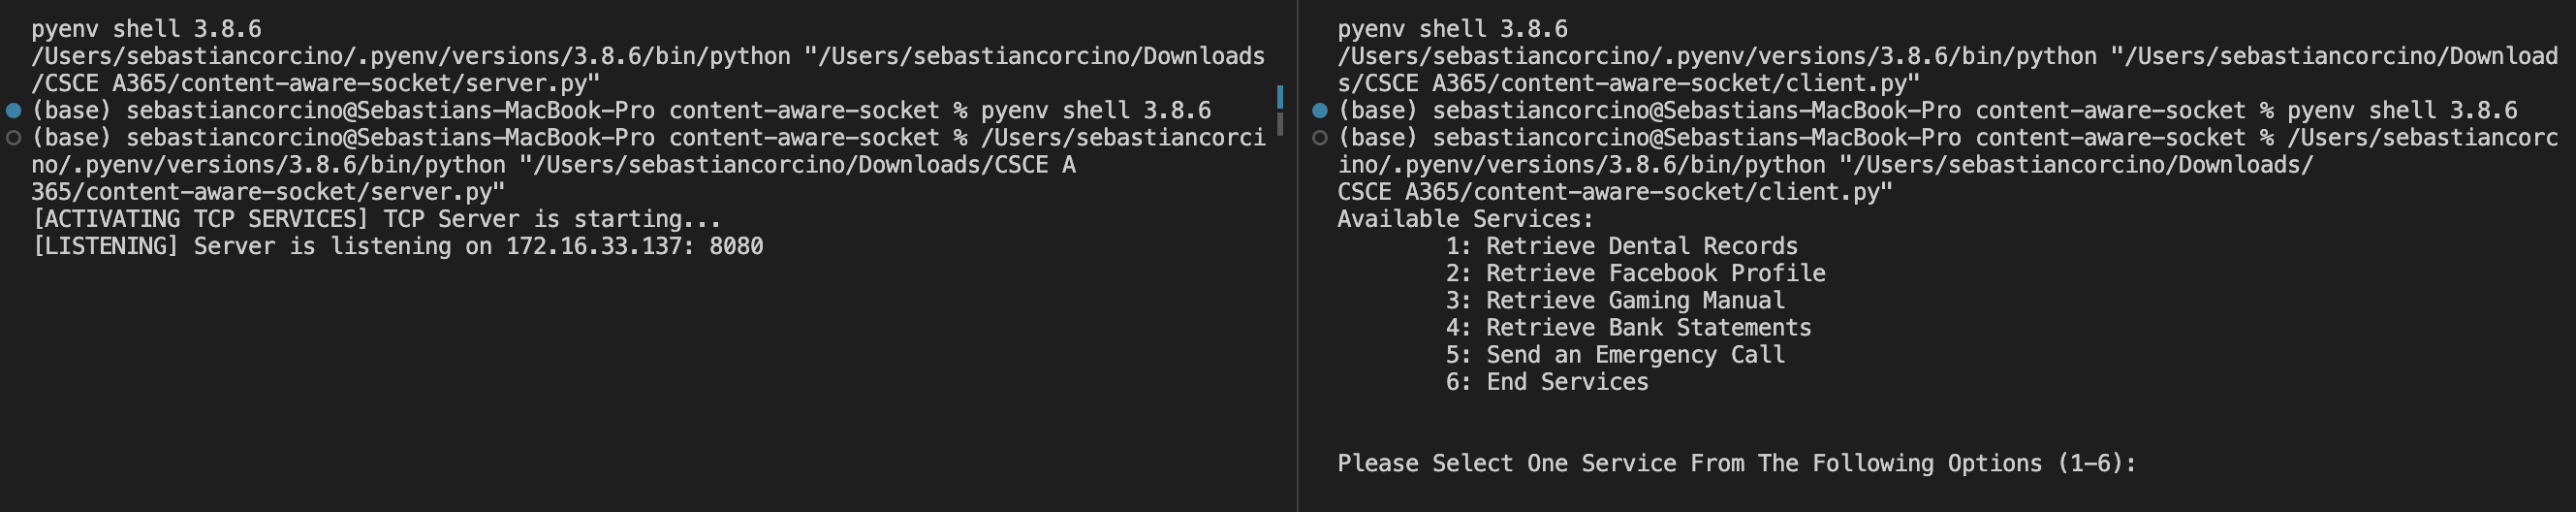 pyenv shell 3.8.6
/Users/sebastiancorcino/.pyenv/versions/3.8.6/bin/python "/Users/sebastiancorcino/Downloads
/CSCE A365/content-aware-socket/server.py"
(base) sebastiancorcino@Sebastians-MacBook-Pro content-aware-socket % pyenv shell 3.8.6
(base) sebastiancorcino@Sebastians-MacBook-Pro content-aware-socket % /Users/sebastiancorci
no/.pyenv/versions/3.8.6/bin/python "/Users/sebastiancorcino/Downloads/CSCE A
365/content-aware-socket/server.py"
[ACTIVATING TCP SERVICES] TCP Server is starting...
[LISTENING] Server is listening on 172.16.33.137: 8080
pyenv shell 3.8.6
/Users/sebastiancorcino/.pyenv/versions/3.8.6/bin/python "/Users/sebastiancorcino/Download
s/CSCE A365/content-aware-socket/client.py"
(base) sebastiancorcino@Sebastians-MacBook-Pro content-aware-socket % pyenv shell 3.8.6
(base) sebastiancorcino@Sebastians-MacBook-Pro content-aware-socket % /Users/sebastiancorc
ino/.pyenv/versions/3.8.6/bin/python "/Users/sebastiancorcino/Downloads/
CSCE A365/content-aware-socket/client.py"
Available Services:
1: Retrieve Dental Records
2: Retrieve Facebook Profile
3: Retrieve Gaming Manual
4: Retrieve Bank Statements
5: Send an Emergency Call
6: End Services
Please Select One Service From The Following Options (1-6):